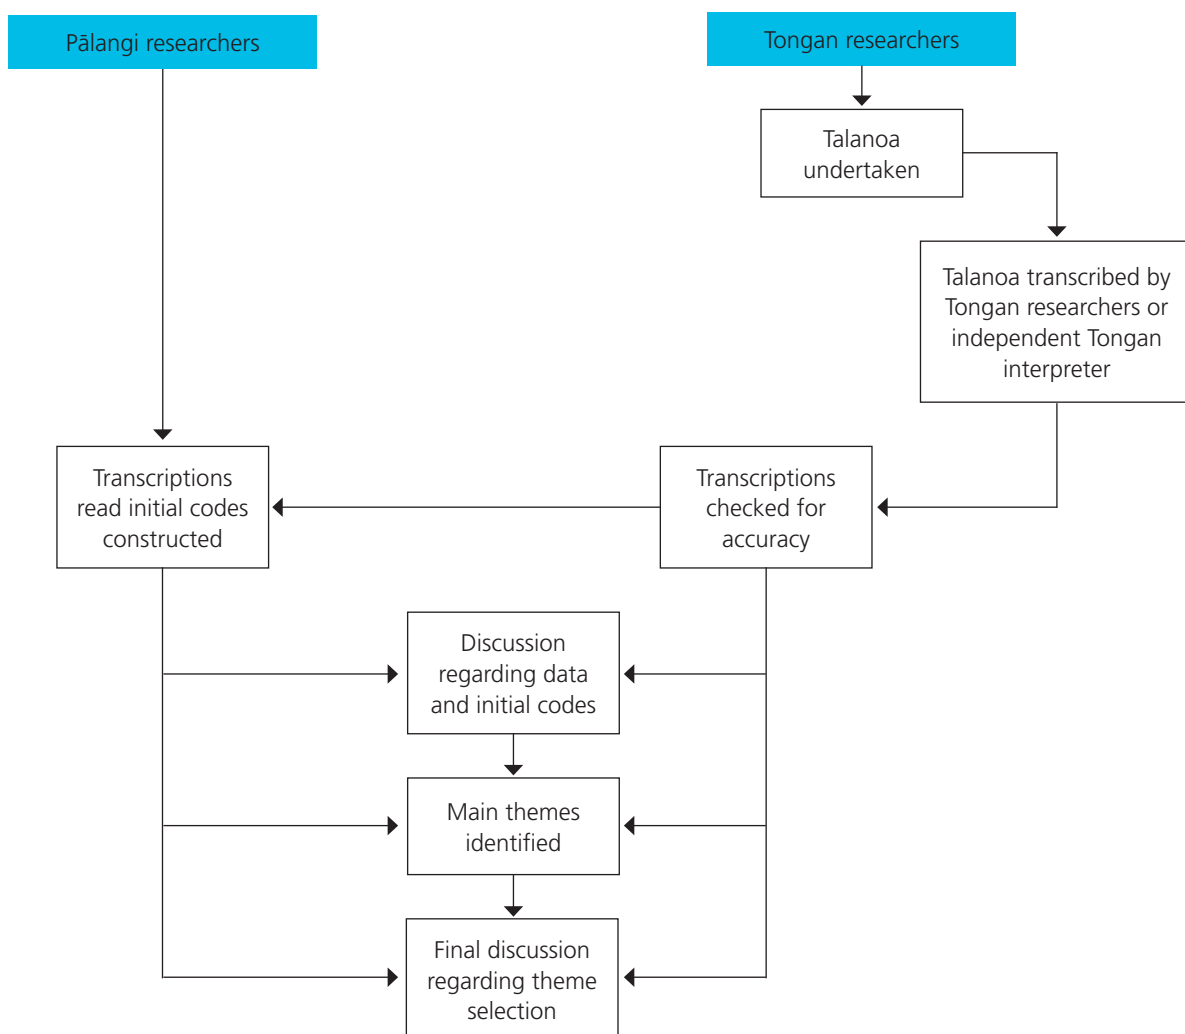 Pālangi researchers
Tongan researchers
Talanoa
undertaken
Talanoa transcribed by
Tongan researchers or
independent Tongan
interpreter
Transcriptions
read initial codes
constructed
Transcriptions
checked for
accuracy
Discussion
regarding data
and initial codes
Main themes
identified
Final discussion
regarding theme
selection